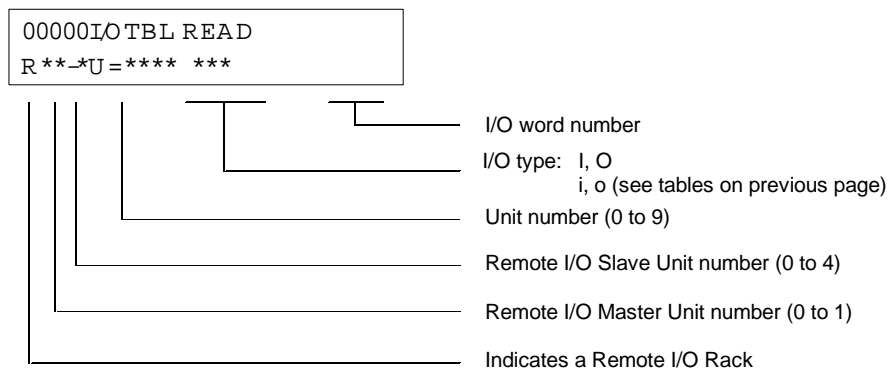 00000I/OTBL READ
R**-*U=**** ***
I/O word number
I/O type: I, O
i, o (see tables on previous page)
Unit number (0 to 9)
Remote I/O Slave Unit number (0 to 4)
Remote I/O Master Unit number (0 to 1)
Indicates a Remote I/O Rack